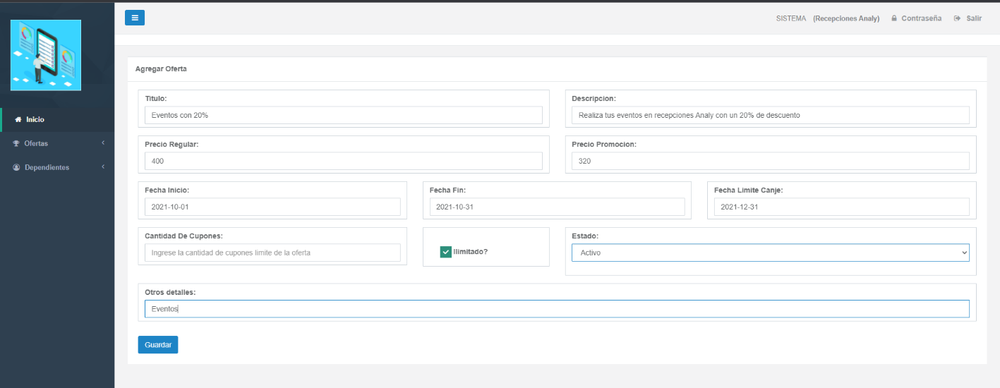 SISTEMA (Recepciones Analy) Contraseña Salir
Inicio
Ofertas
Dependientes
Agregar Oferta
Titulo: Descripcion:
Eventos con 20% Realiza tus eventos en recepciones Analy con un 20% de descuento
Precio Regular: Precio Promocion:
400 320
Fecha Inicio: Fecha Fin: Fecha Limite Canje:
2021-10-01 2021-10-31 2021-12-31
Cantidad De Cupones: Estado:
Ingrese la cantidad de cupones limite de la oferta Ilimitado? Activo
Otros detalles:
Eventos
Guardar